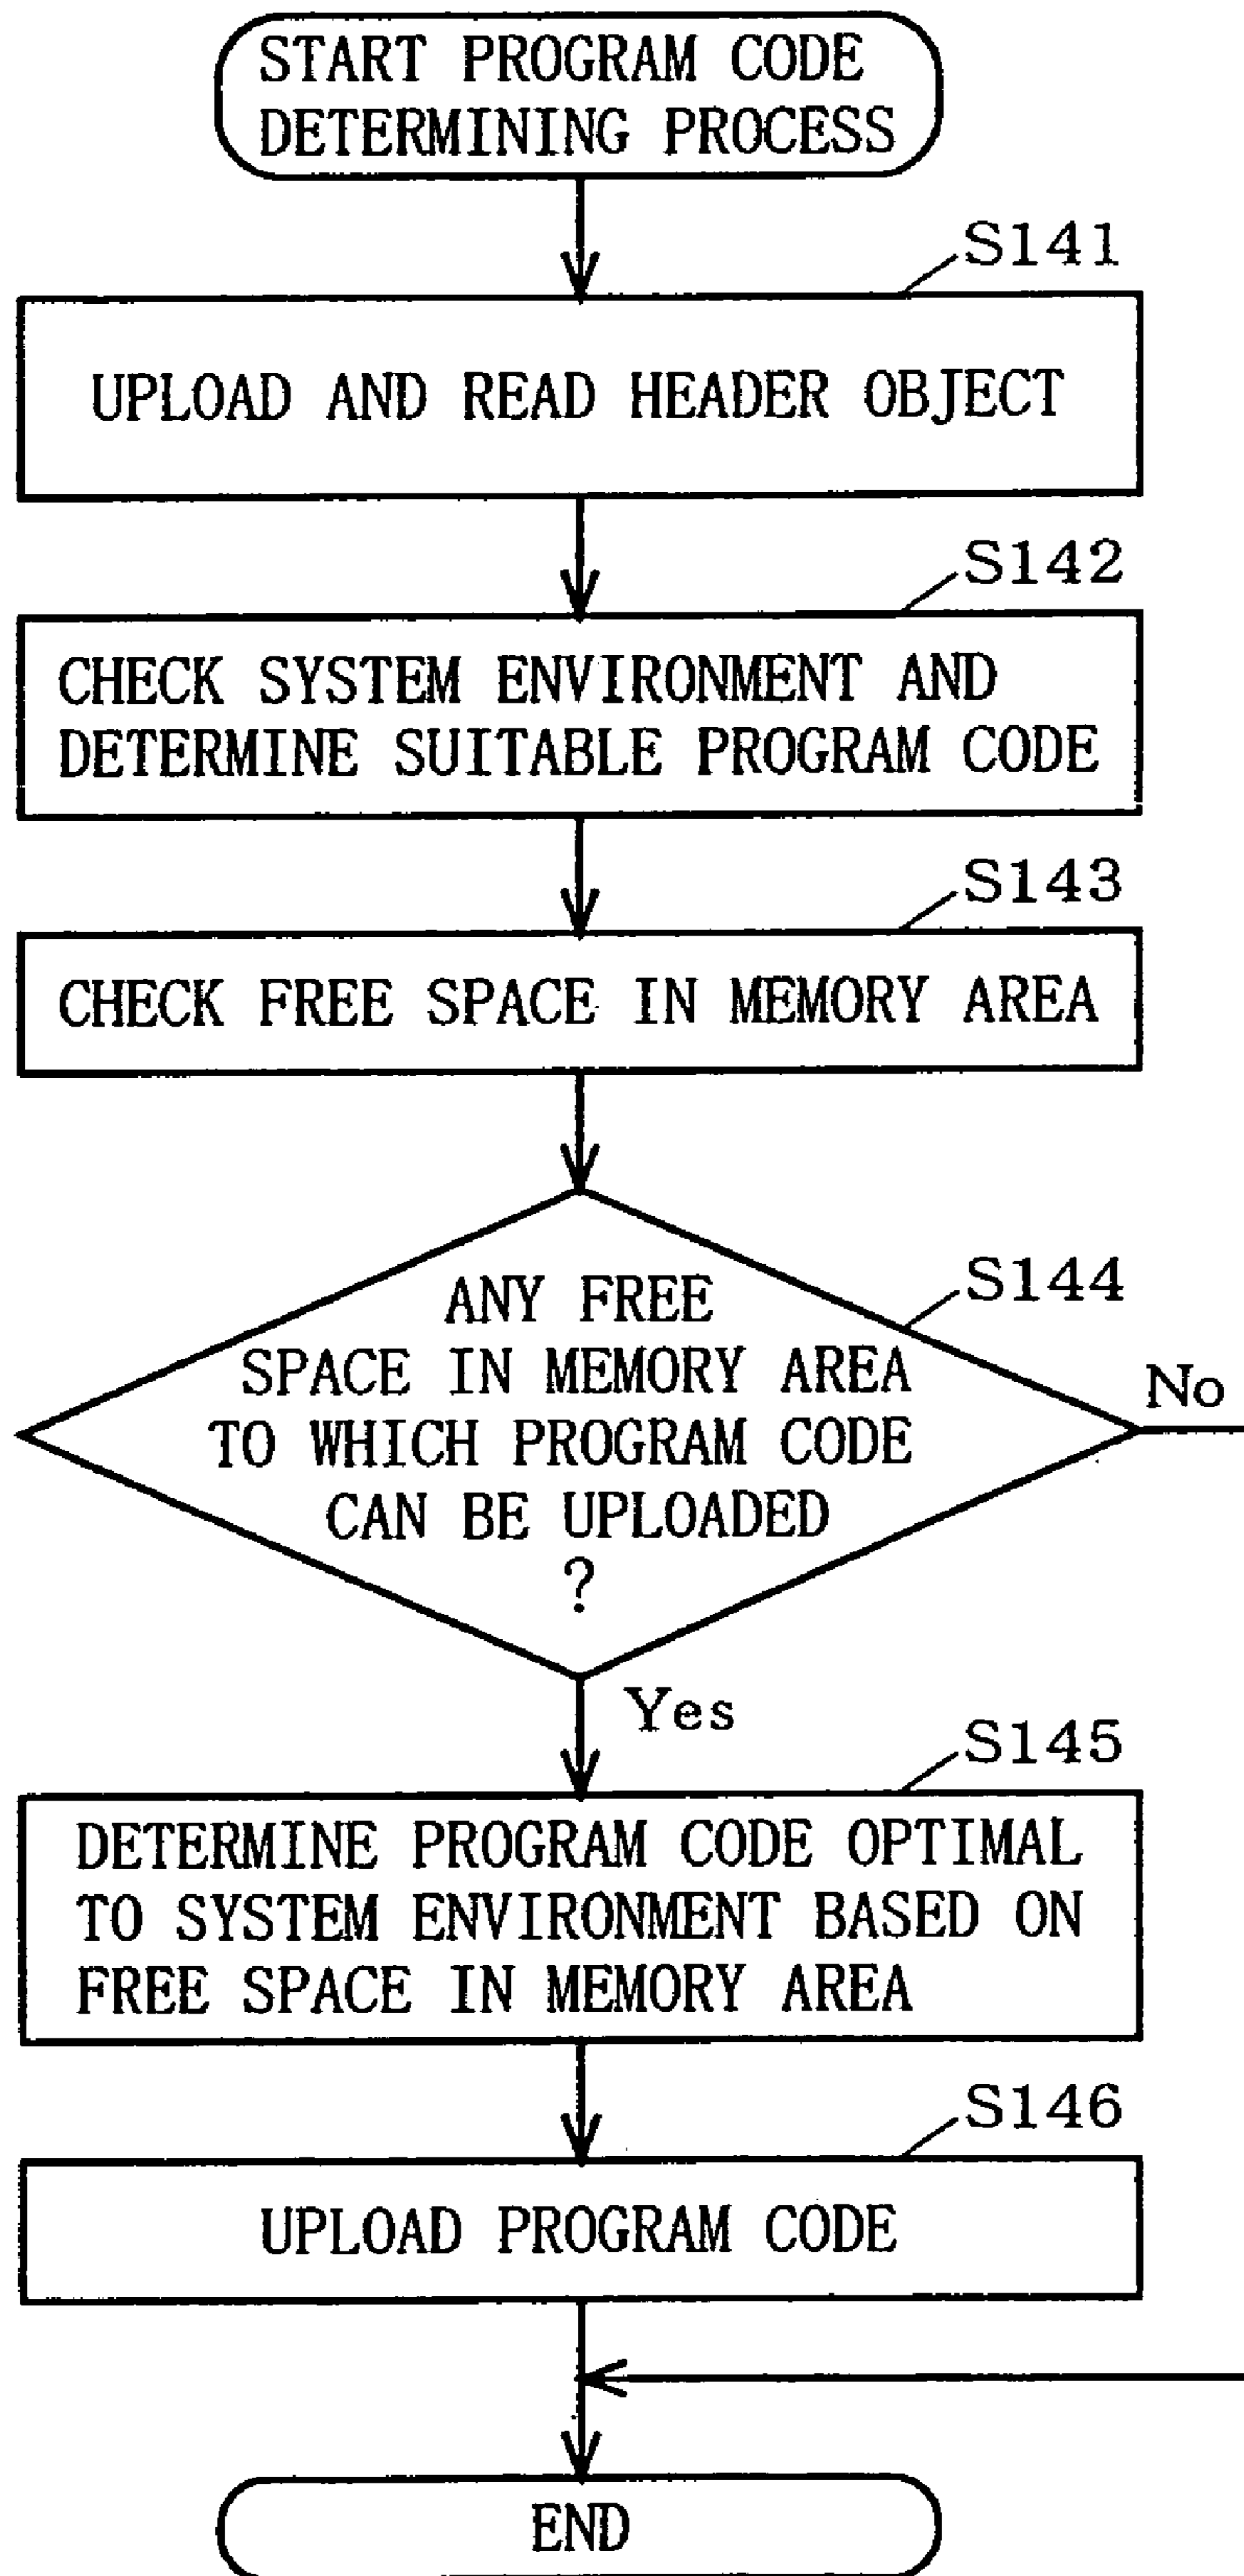 START PROGRAM CODE
DETERMINING PROCESS
S141
UPLOAD AND READ HEADER OBJECT
S142
CHECK SYSTEM ENVIRONMENT AND
DETERMINE SUITABLE PROGRAM CODE
S143
CHECK FREE SPACE IN MEMORY AREA
S144
ANY FREE
SPACE IN MEMORY AREA
TO WHICH PROGRAM CODE
CAN BE UPLOADED
?
No
Yes
S145
DETERMINE PROGRAM CODE OPTIMAL
TO SYSTEM ENVIRONMENT BASED ON
FREE SPACE IN MEMORY AREA
S146
UPLOAD PROGRAM CODE
END